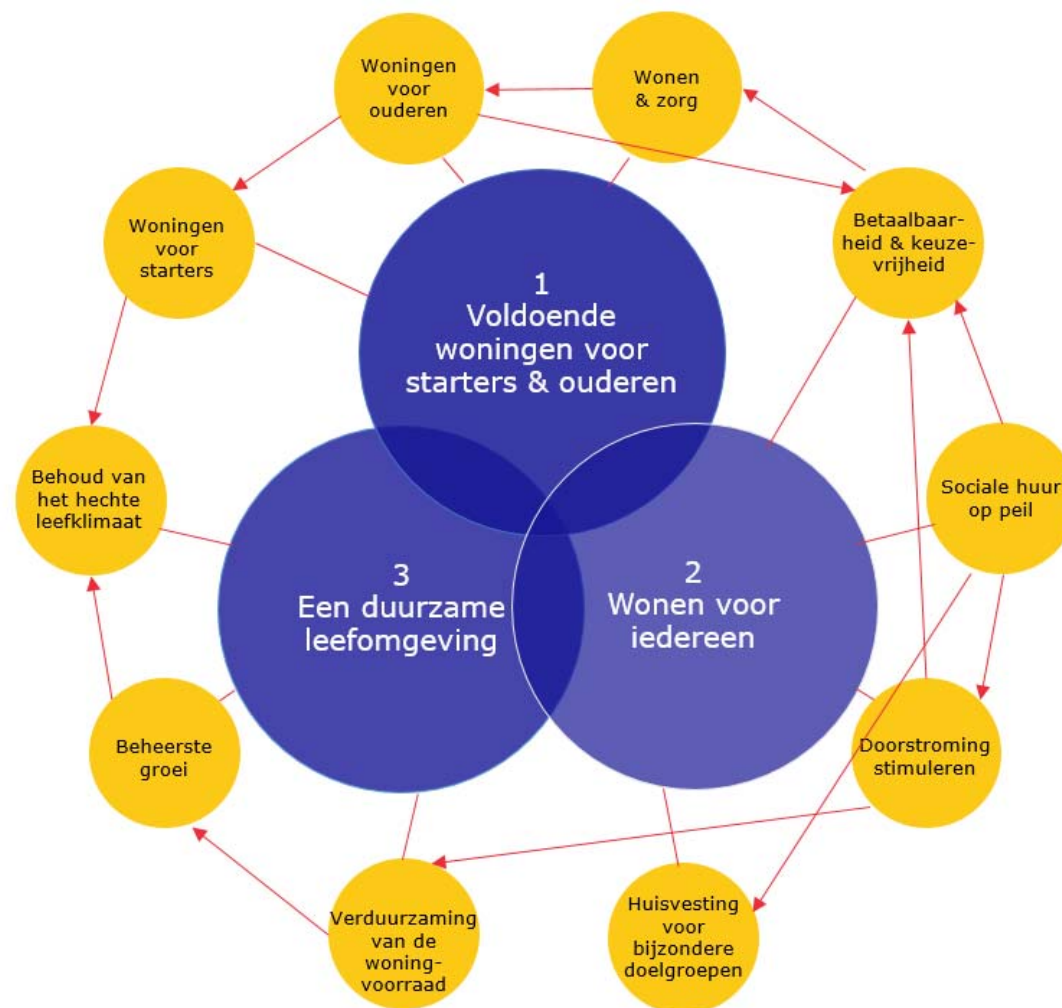 Woningen
voor
ouderen
Wonen
& zorg
Woningen
voor
starters
Betaalbaar-
heid & keuze-
vrijheid
1
Voldoende
woningen voor
starters & ouderen
Behoud van
het hechte
leefklimaat
Sociale huur
op peil
3
Een duurzame
leefomgeving
2
Wonen voor
iedereen
Beheerste
groei
Doorstroming
stimuleren
Verduurzaming
van de
woning-
voorraad
Huisvesting
voor
bijzondere
doelgroepen